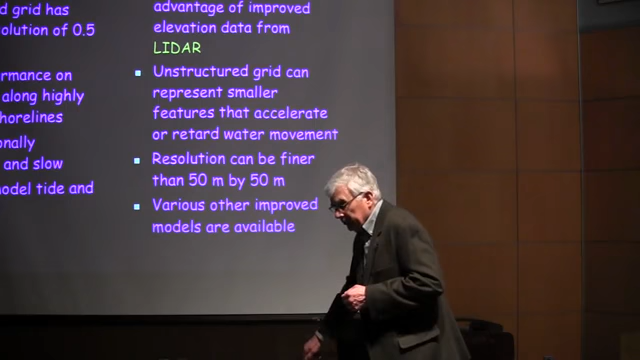 d grid has
olution of 0.5
ormance on
along highly
horelines
onally
and slow
odel tide and
advantage of improved
elevation data from
LIDAR
Unstructured grid can
represent smaller
features that accelerate
or retard water movement
Resolution can be finer
than 50 m by 50 m
Various other improved
models are available